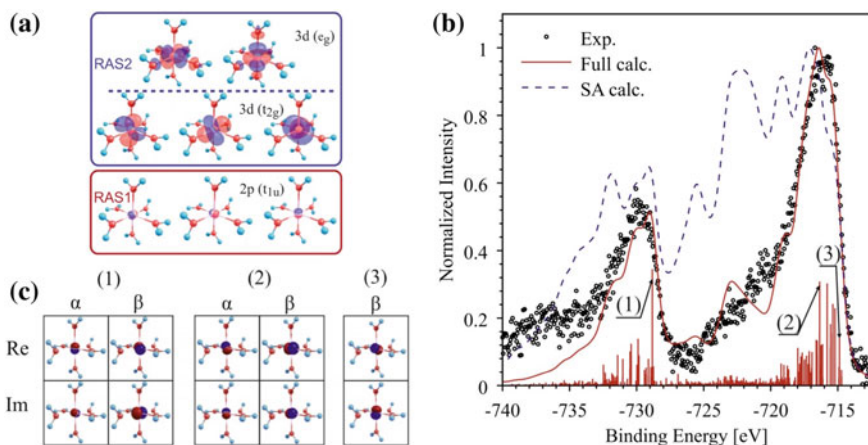 (a)
3d (eg)
RAS2
3d (t2g)
2p (t1u)
RAS1
(c)
(1) (2) (3)
α β α β β
Re
Im
(b)
Exp.
Full calc.
SA calc.
Normalized Intensity
1
0.8
0.6
0.4
0.2
0
(1)
(2)
(3)
-740 -735 -730 -725 -720 -715
Binding Energy [eV]